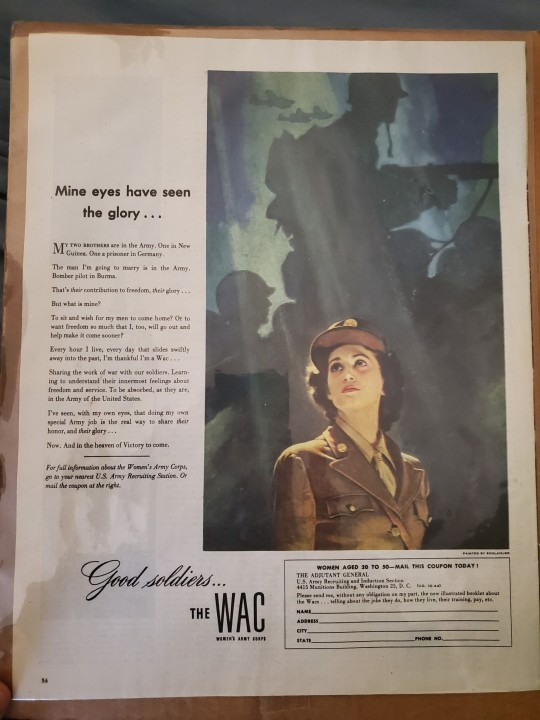 Mine eyes have seen
the glory...
MY TWO BROTHERS are in the Army. One in New
Guinea. One a prisoner in Germany.
The man I'm going to marry is in the Army.
Bomber pilot in Burma.
That's their contribution to freedom, their glory...
But what is mine?
To sit and wish for my men to come home? Or to
want freedom so much that I, too, will go out and
help make it come sooner?
Every hour I live, every day that slides swiftly
away into the past, I'm thankful I'm a Wac...
Sharing the work of war with our soldiers. Learn-
ing to understand their innermost feelings about
freedom and service. To be absorbed, as they are,
in the Army of the United States.
I've seen, with my own eyes, that doing my own
special Army job is the real way to share their
honor, and their glory...
Now. And in the heaven of Victory to come.
For full information about the Women's Army Corps,
go to your nearest U.S. Army Recruiting Station. Or
mail the coupon at the right.
PAINTED BY
Good soldiers...
THE WAC
WOMEN'S ARMY CORPS
WOMEN AGED 20 TO 50—MAIL THIS COUPON TODAY!
THE ADJUTANT GENERAL
U.S. Army Recruiting and Induction Section
4415 Munitions Building, Washington 25, D. C.
Please send me, without any obligation on my part, the new illustrated booklet about
the Wacs... telling about the jobs they do, how they live, their training, pay, etc.
NAME
ADDRESS
CITY
STATE PHONE NO.
56